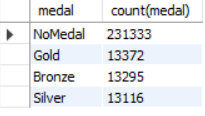 medal count(medal)
NoMedal 231333
Gold 13372
Bronze 13295
Silver 13116